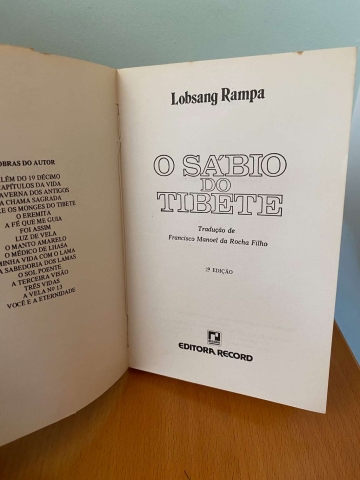 OBRAS DO AUTOR
ALÉM DO 1º DÉCIMO
CAPÍTULOS DA VIDA
CAVERNA DOS ANTIGOS
A CHAMA SAGRADA
E OS MONGES DO TIBETE
O EREMITA
A FÉ QUE ME GUIA
FOI ASSIM
LUZ DE VELA
O MANTO AMARELO
O MÉDICO DE LHASA
MINHA VIDA COM O LAMA
A SABEDORIA DOS LAMAS
O SOL POENTE
A TERCEIRA VISÃO
TRÊS VIDAS
A VELA Nº 13
VOCÊ E A ETERNIDADE
Lobsang Rampa
O SÁBIO
DO
TIBETE
Tradução de
Francisco Manoel da Rocha Filho
EDIÇÃO
EDITORA RECORD